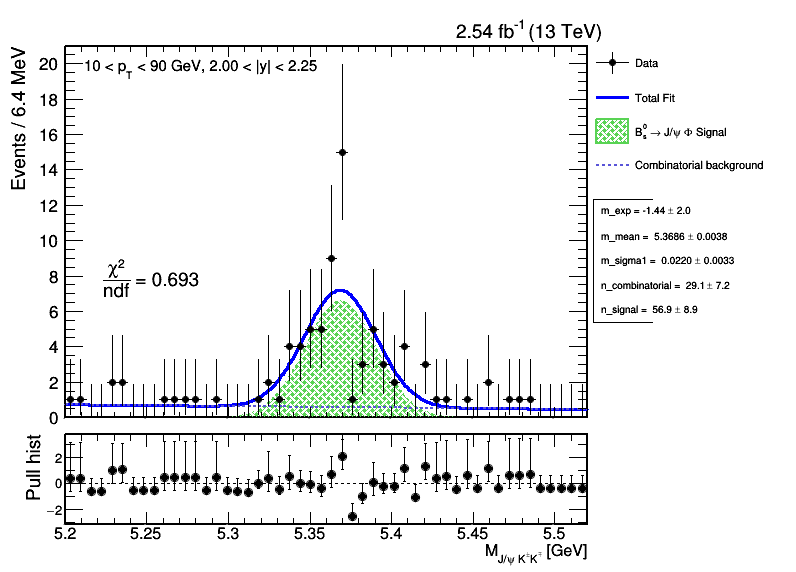 2.54 fb⁻¹ (13 TeV)
10 < p_T < 90 GeV, 2.00 < |y| < 2.25
Events / 6.4 MeV
20
18
16
14
12
10
8
6
4
2
0
χ²/ndf = 0.693
Data
Total Fit
B⁰_s → J/ψ Φ Signal
Combinatorial background
m_exp = -1.44 ± 2.0
m_mean = 5.3686 ± 0.0038
m_sigma1 = 0.0220 ± 0.0033
n_combinatorial = 29.1 ± 7.2
n_signal = 56.9 ± 8.9
Pull hist
2
0
−2
5.2 5.25 5.3 5.35 5.4 5.45 5.5
M_J/ψ K^±K^∓ [GeV]